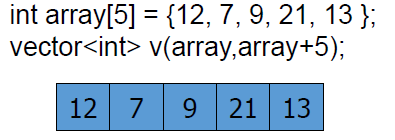 int array[5] = {12, 7, 9, 21, 13 };
vector<int> v(array,array+5);
12 7 9 21 13